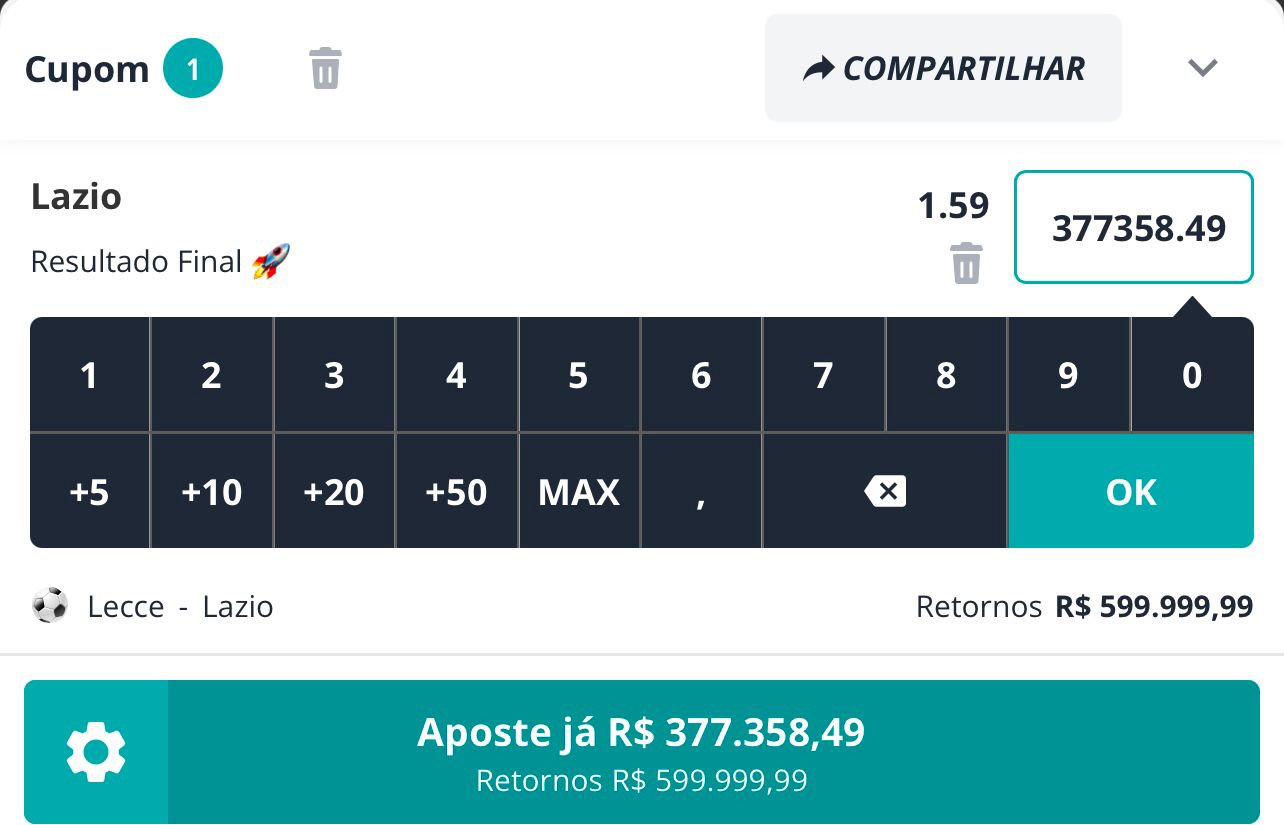 Cupom 1 COMPARTILHAR
Lazio 1.59 377358.49
Resultado Final
1 2 3 4 5 6 7 8 9 0
+5 +10 +20 +50 MAX , OK
Lecce - Lazio Retornos R$ 599.999,99
Aposte já R$ 377.358,49
Retornos R$ 599.999,99